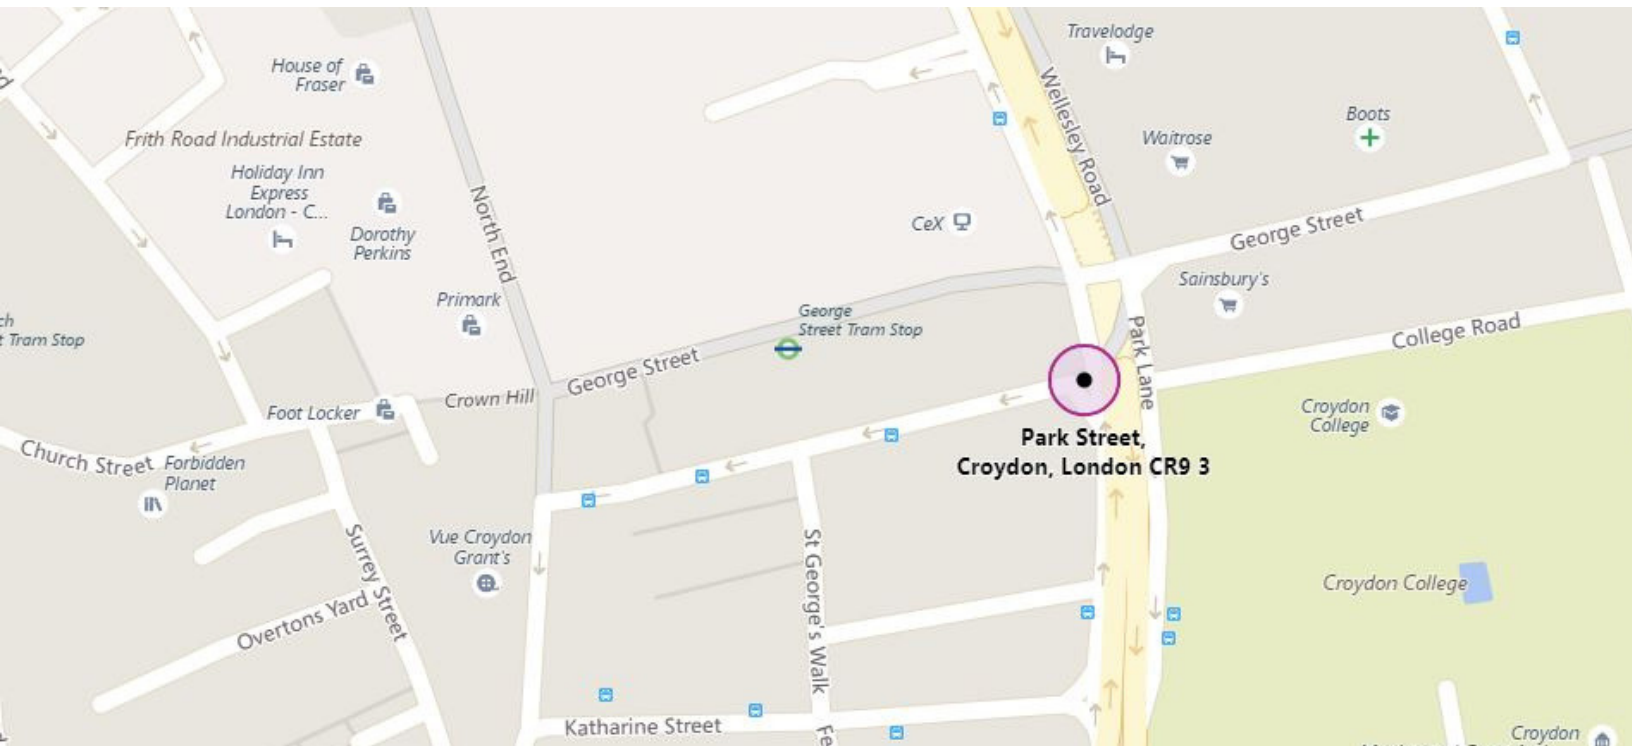 Travelodge
House of
Fraser
Wellesley Road
Boots
Frith Road Industrial Estate
Waitrose
Holiday Inn
Express
London - C...
North End
CeX
Dorothy
Perkins
George Street
Sainsbury's
Primark
George
Street Tram Stop
ch
t Tram Stop
Park Lane
College Road
George Street
Crown Hill
Foot Locker
Croydon
College
Park Street,
Croydon, London CR9 3
Church Street
Forbidden
Planet
Vue Croydon
Grant's
Surrey Street
St George's Walk
Croydon College
Overtons Yard
Katharine Street
Fe
Croydon